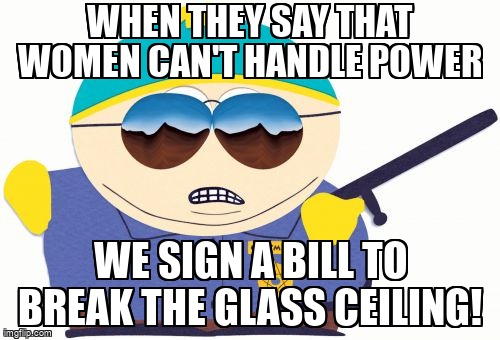 WHEN THEY SAY THAT
WOMEN CAN'T HANDLE POWER
WE SIGN A BILL TO
BREAK THE GLASS CEILING!
imgflip.com